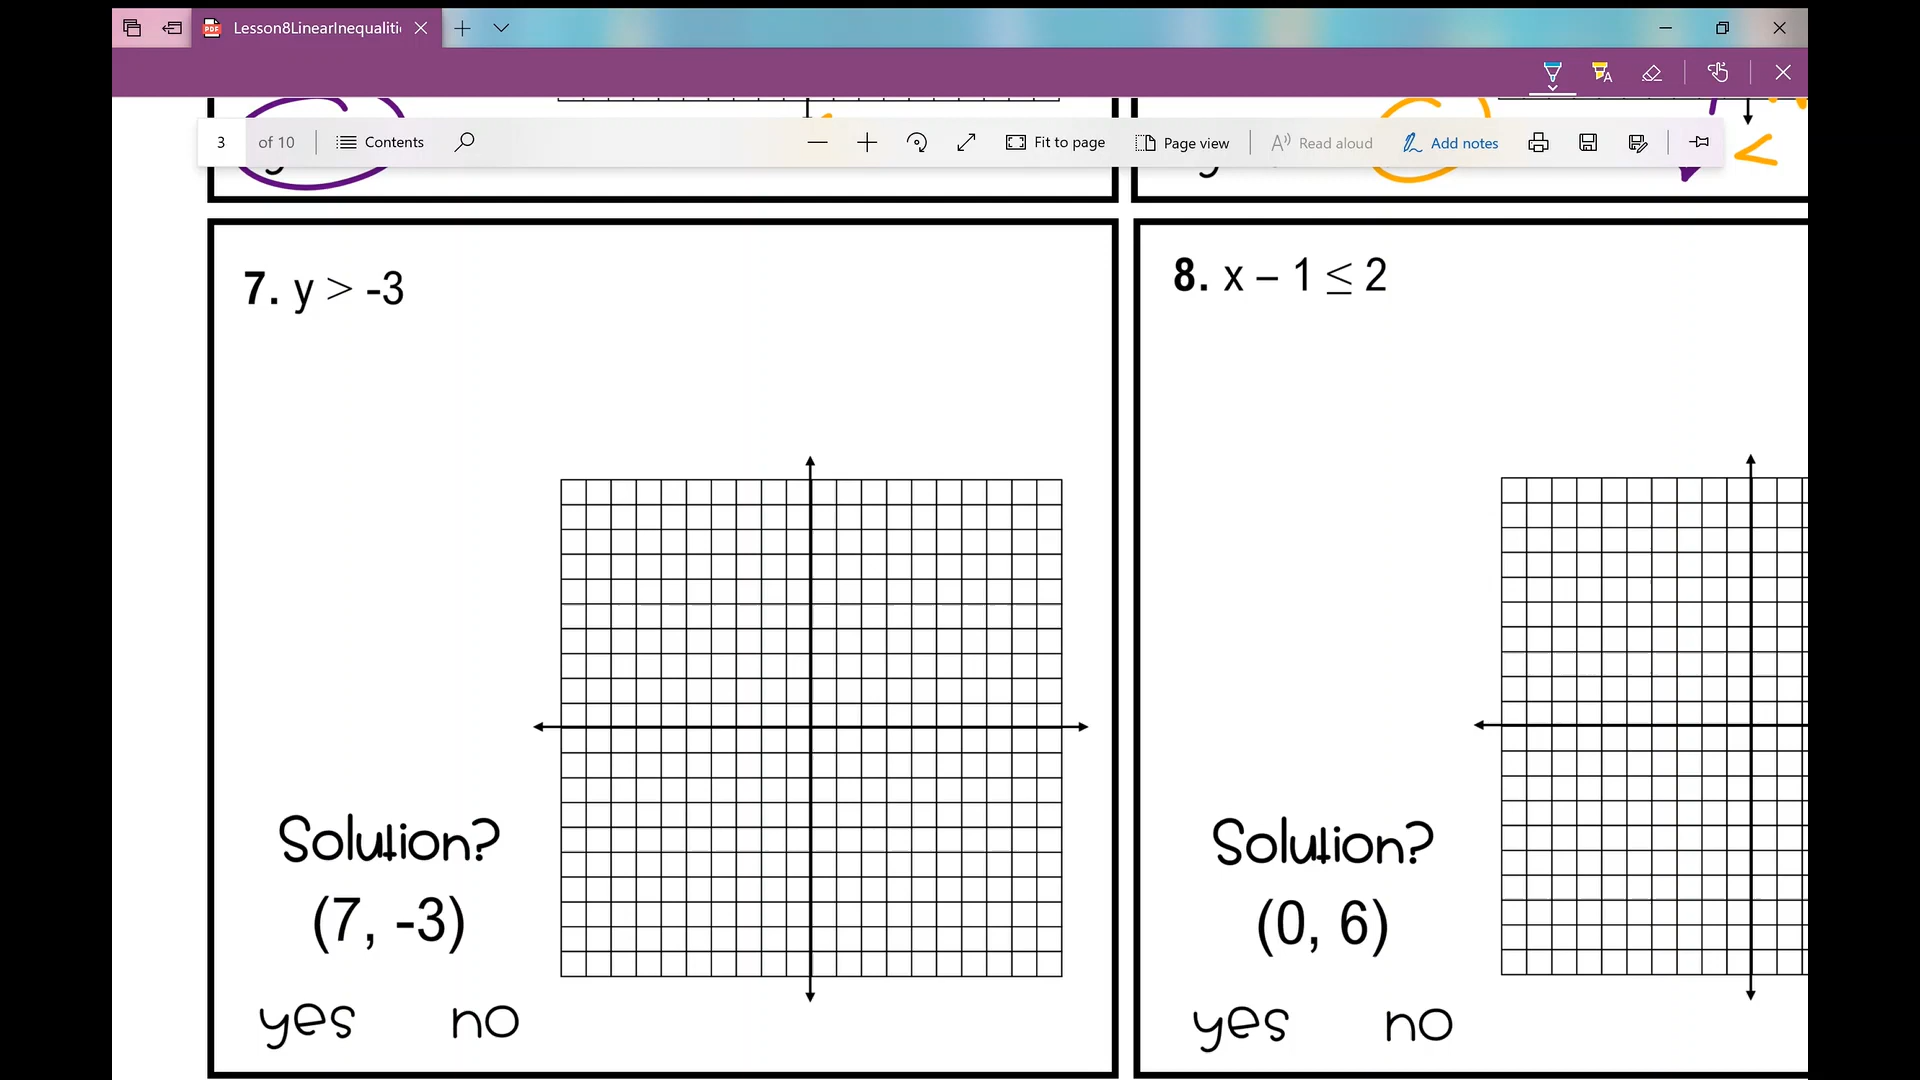 Lesson8LinearInequaliti
3 of 10 Contents Fit to page Page view Read aloud Add notes
<
7. y > -3
Solution?
(7, -3)
yes no
8. x – 1 ≤ 2
Solution?
(0, 6)
yes no